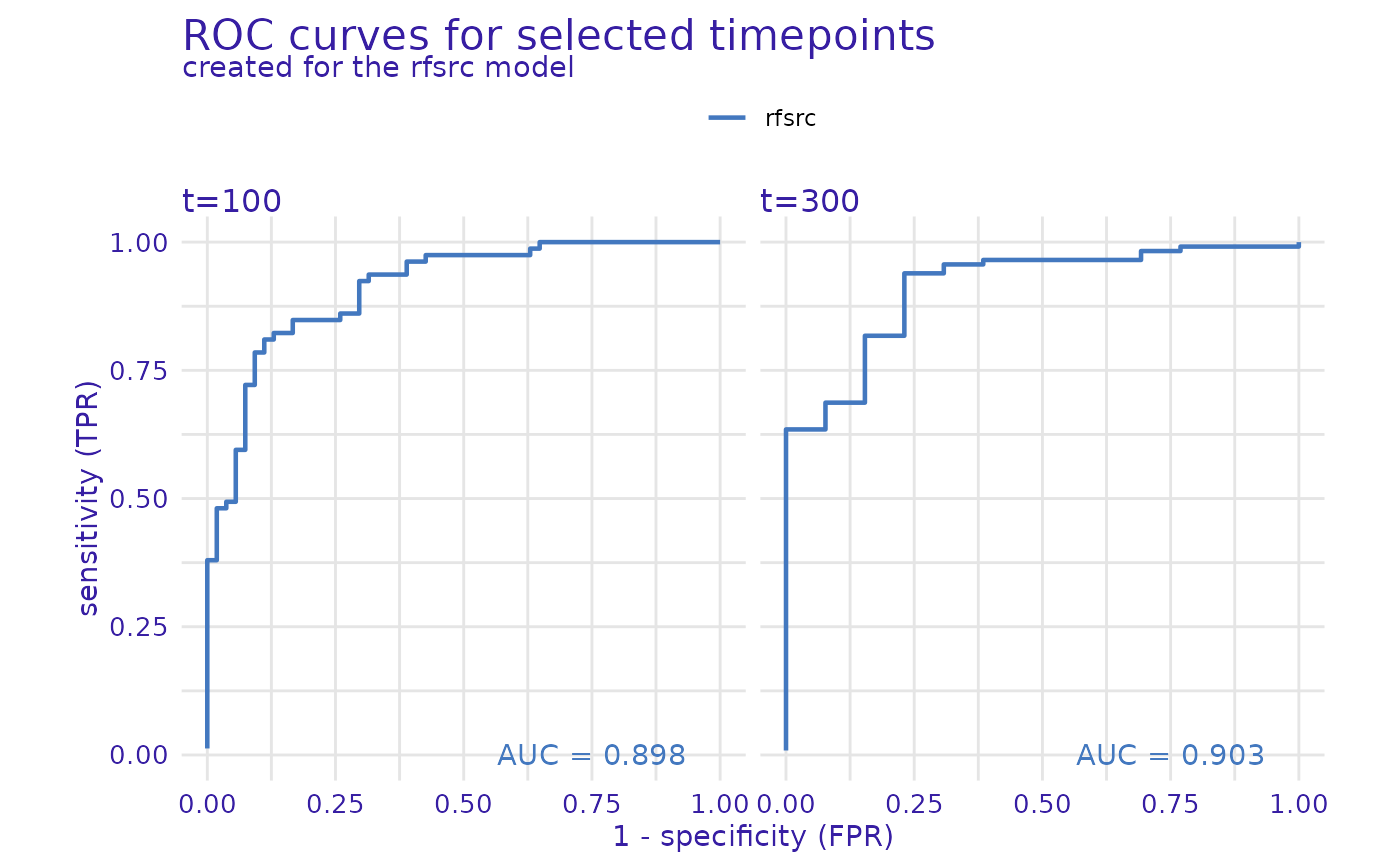 ROC curves for selected timepoints
created for the rfsrc model
rfsrc
t=100
t=300
sensitivity (TPR)
1.00
0.75
0.50
0.25
0.00
AUC = 0.898
AUC = 0.903
0.00 0.25 0.50 0.75 1.00 0.00 0.25 0.50 0.75 1.00
1 - specificity (FPR)